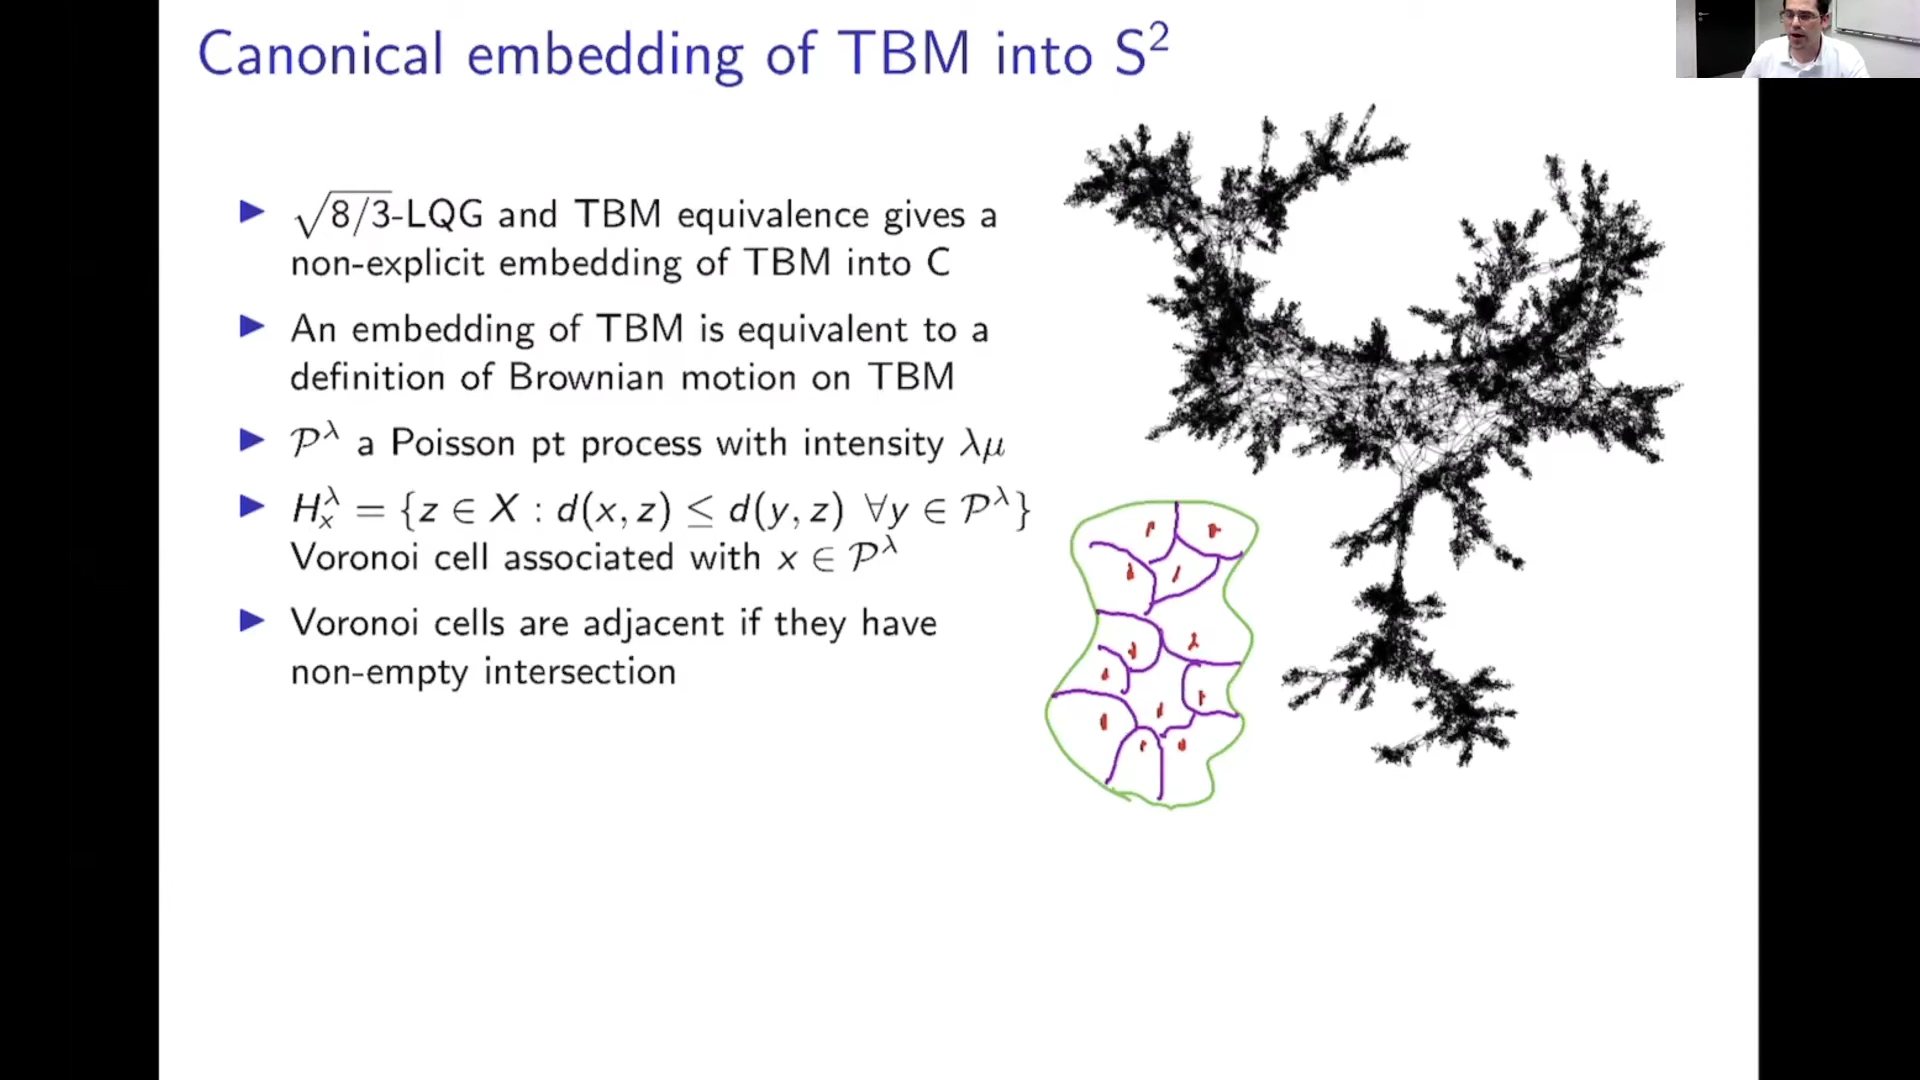 Canonical embedding of TBM into S²
▶ √8/3-LQG and TBM equivalence gives a
non-explicit embedding of TBM into C
▶ An embedding of TBM is equivalent to a
definition of Brownian motion on TBM
▶ 𝒫^λ a Poisson pt process with intensity λμ
▶ H_x^λ = {z ∈ X : d(x, z) ≤ d(y, z) ∀y ∈ 𝒫^λ}
Voronoi cell associated with x ∈ 𝒫^λ
▶ Voronoi cells are adjacent if they have
non-empty intersection